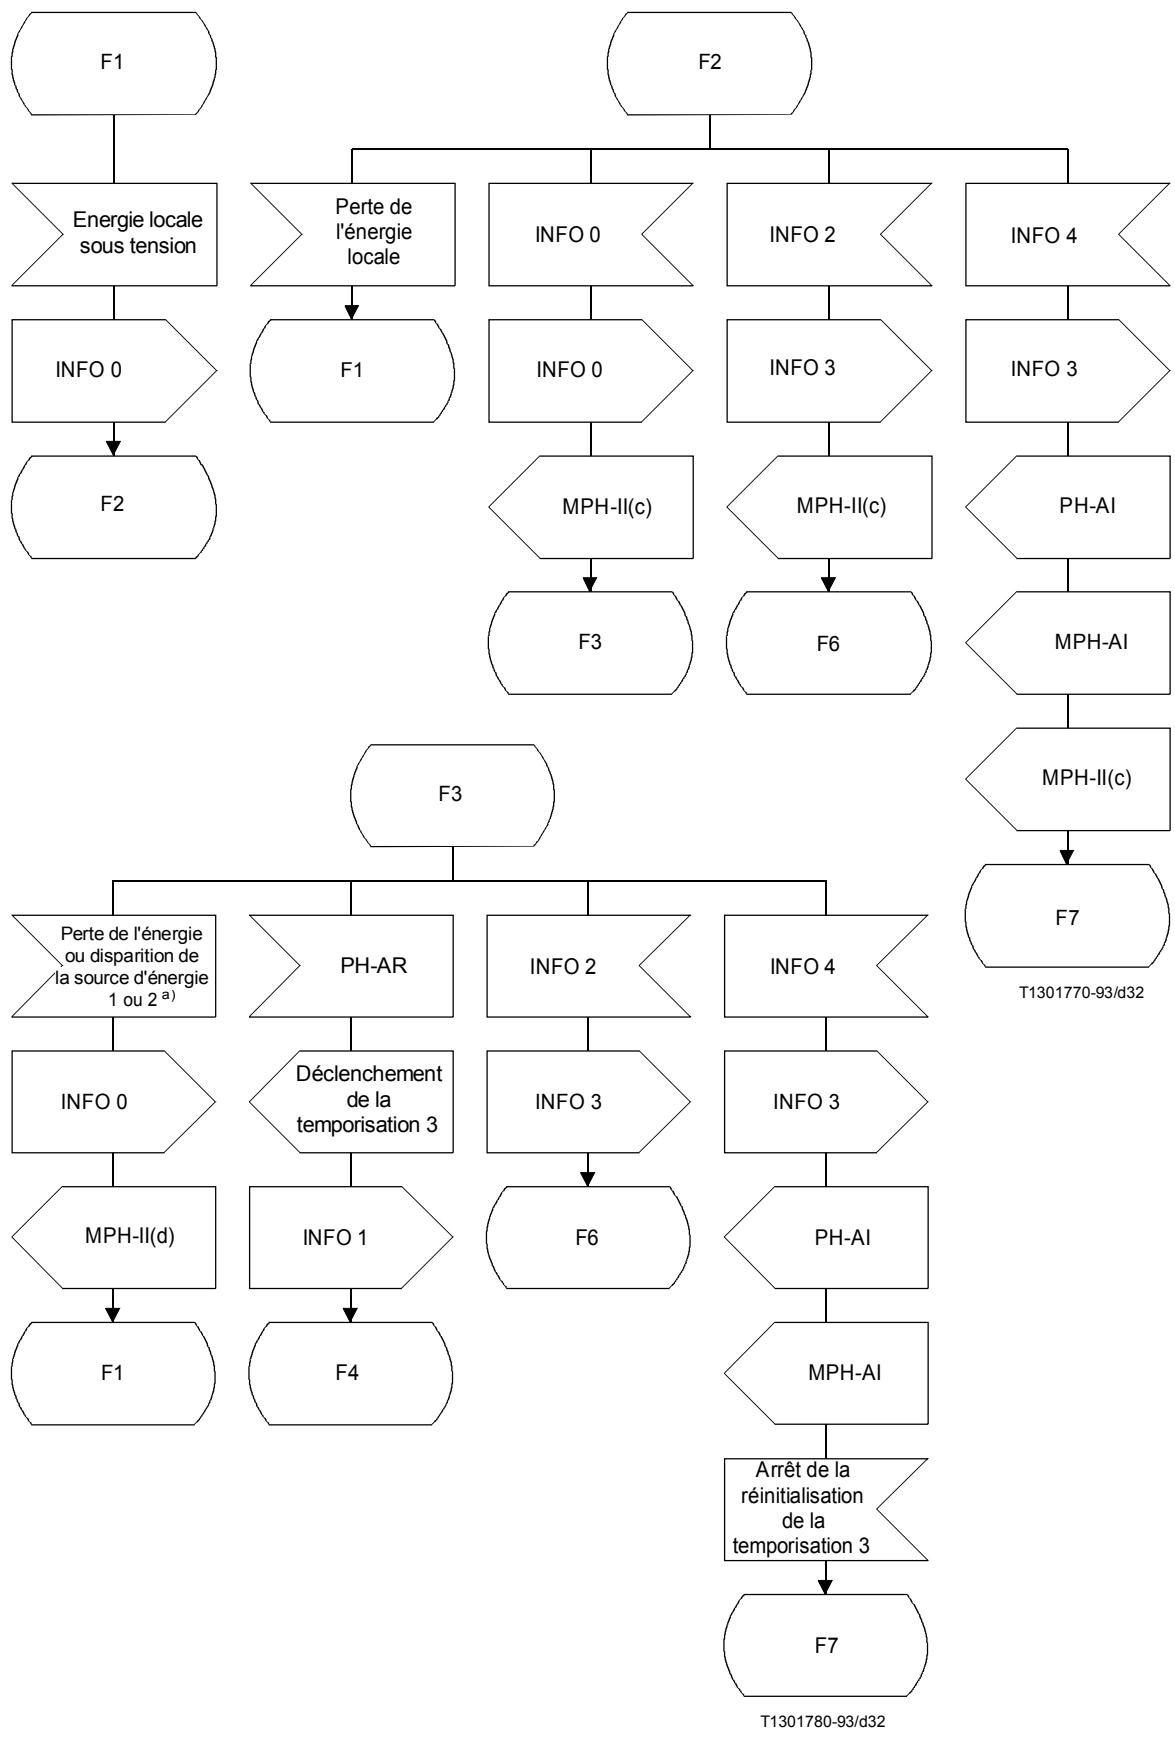 F1
Energie locale
sous tension
INFO 0
F2
F2
Perte de
l'énergie
locale
F1
INFO 0
INFO 0
MPH-II(c)
F3
INFO 2
INFO 3
MPH-II(c)
F6
INFO 4
INFO 3
PH-AI
MPH-AI
MPH-II(c)
F7
T1301770-93/d32
F3
Perte de l'énergie
ou disparition de
la source d'énergie
1 ou 2 a)
INFO 0
MPH-II(d)
F1
PH-AR
Déclenchement
de la
temporisation 3
INFO 1
F4
INFO 2
INFO 3
F6
INFO 4
INFO 3
PH-AI
MPH-AI
Arrêt de la
réinitialisation
de la
temporisation 3
F7
T1301780-93/d32